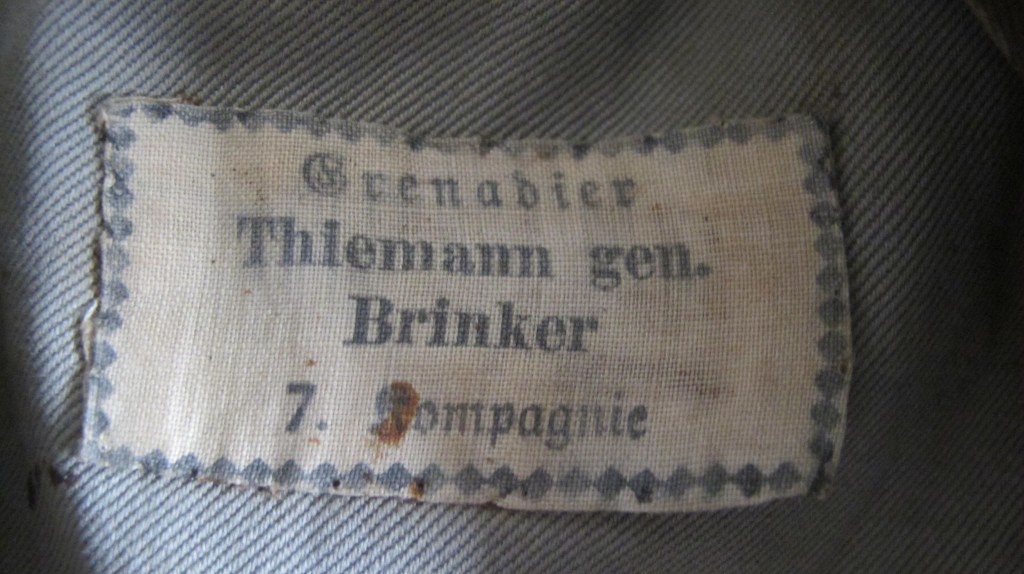 Grenadier
Thiemann gen.
Brinker
7. Kompagnie